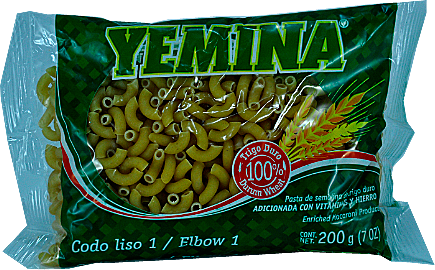 YEMINA®
Trigo Duro
100%
Durum Wheat
Pasta de semola de trigo duro
ADICIONADA CON VITAMINAS Y HIERRO
Enriched macaroni Product
Codo liso 1 / Elbow 1
CONT. NET. 200 g (7 oz)